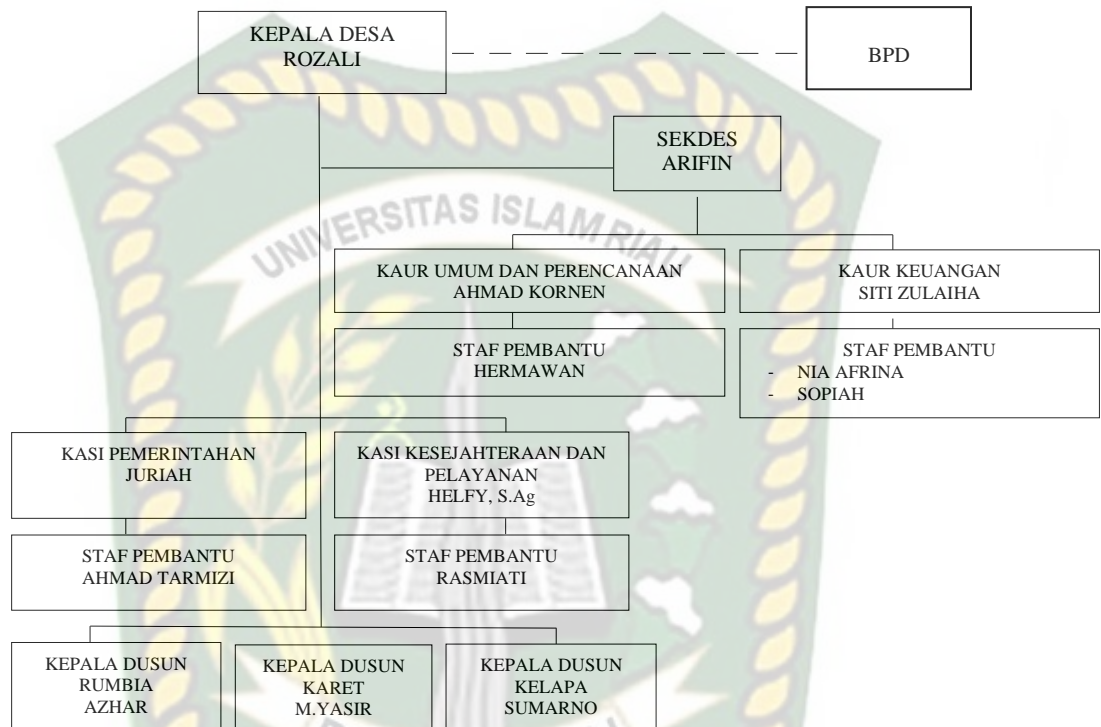 KEPALA DESA
ROZALI
BPD
SEKDES
ARIFIN
UNIVERSITAS ISLAM RIAU
KAUR UMUM DAN PERENCANAAN
AHMAD KORNEN
KAUR KEUANGAN
SITI ZULAIHA
STAF PEMBANTU
HERMAWAN
STAF PEMBANTU
- NIA AFRINA
- SOPIAH
KASI PEMERINTAHAN
JURIAH
KASI KESEJAHTERAAN DAN
PELAYANAN
HELFY, S.Ag
STAF PEMBANTU
AHMAD TARMIZI
STAF PEMBANTU
RASMIATI
KEPALA DUSUN
RUMBIA
AZHAR
KEPALA DUSUN
KARET
M.YASIR
KEPALA DUSUN
KELAPA
SUMARNO